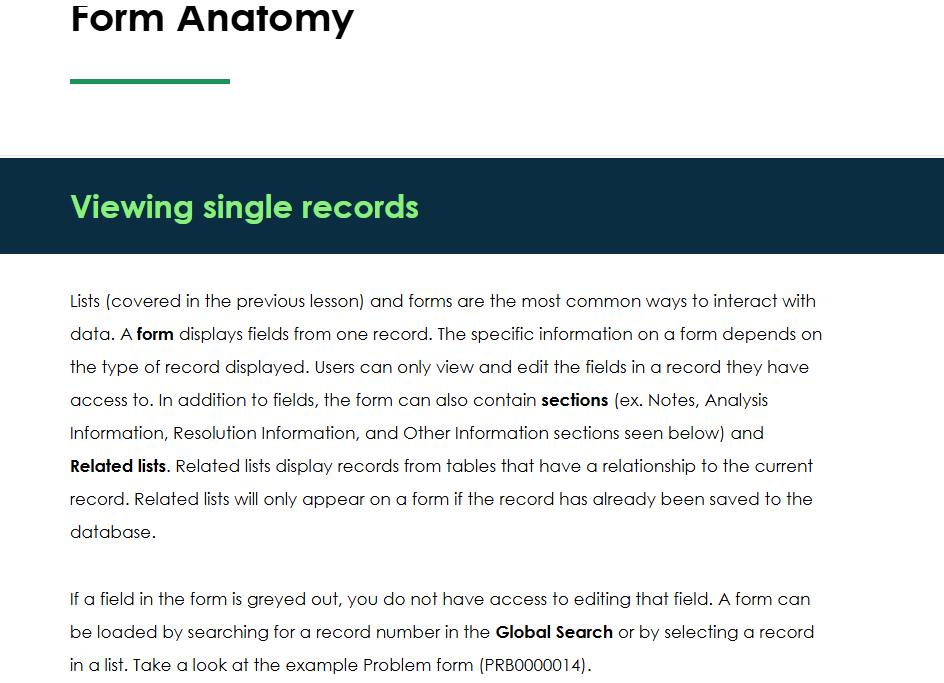 Form Anatomy
Viewing single records
Lists (covered in the previous lesson) and forms are the most common ways to interact with
data. A form displays fields from one record. The specific information on a form depends on
the type of record displayed. Users can only view and edit the fields in a record they have
access to. In addition to fields, the form can also contain sections (ex. Notes, Analysis
Information, Resolution Information, and Other Information sections seen below) and
Related lists. Related lists display records from tables that have a relationship to the current
record. Related lists will only appear on a form if the record has already been saved to the
database.
If a field in the form is greyed out, you do not have access to editing that field. A form can
be loaded by searching for a record number in the Global Search or by selecting a record
in a list. Take a look at the example Problem form (PRB0000014).